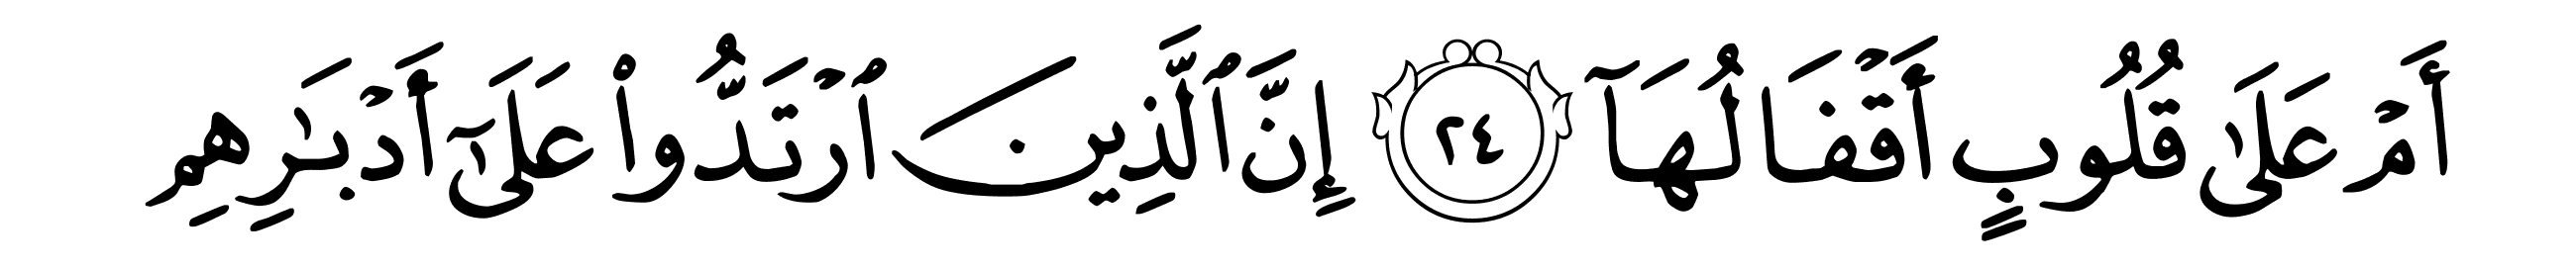 أَمْ عَلَىٰ قُلُوبٍ أَقْفَالُهَآ ٢٤ إِنَّ ٱلَّذِينَ ٱرْتَدُّوا۟ عَلَىٰٓ أَدْبَـٰرِهِم